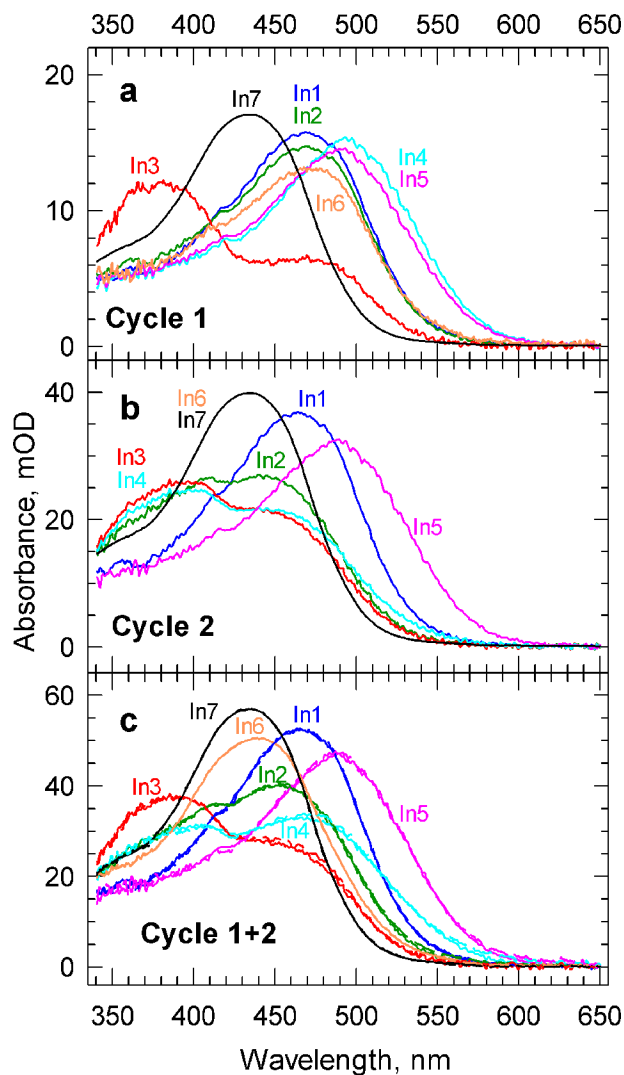 350 400 450 500 550 600 650
20
a
In7
In1
In2
In3
In4
In5
In6
10
Cycle 1
0
40
b
In6
In7
In1
In3
In4
In2
In5
20
Cycle 2
0
60
c
In7
In6
In1
In2
In3
In5
In4
40
20
Cycle 1+2
0
350 400 450 500 550 600 650
Wavelength, nm
Absorbance, mOD